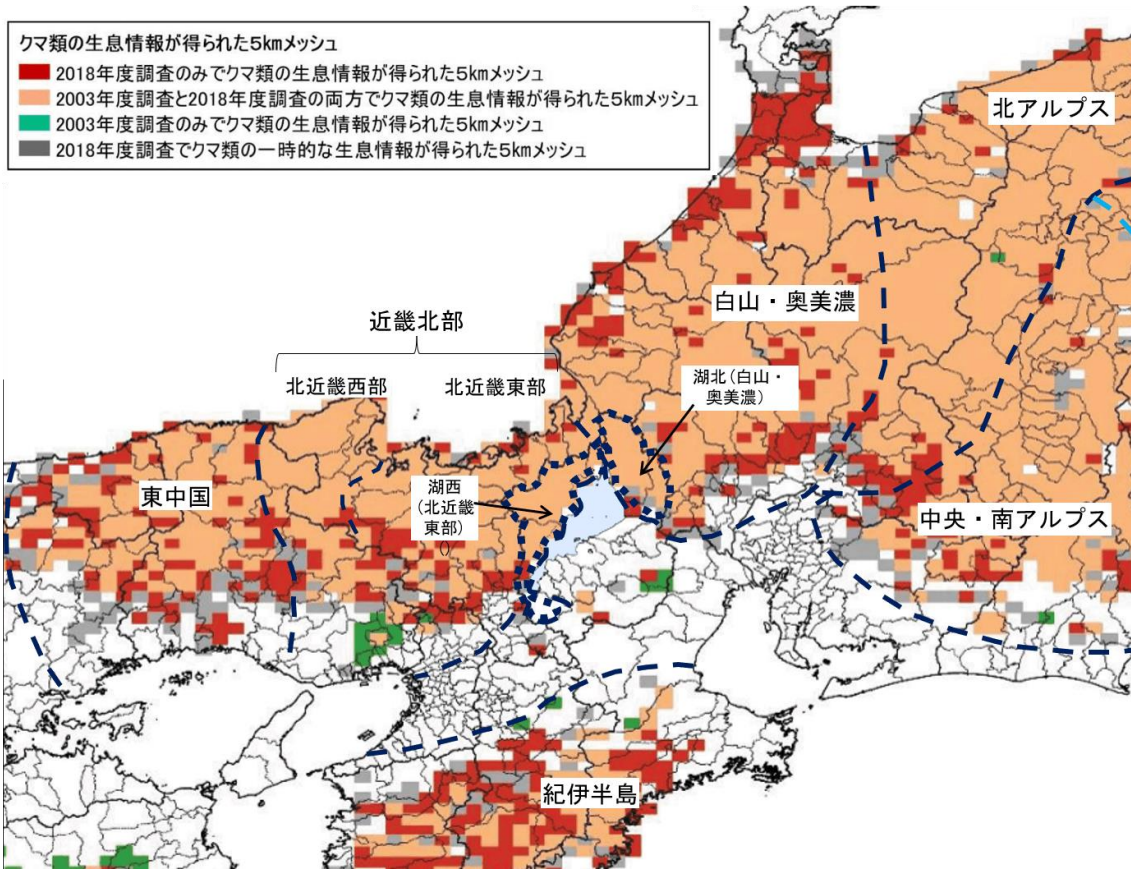 クマ類の生息情報が得られた5kmメッシュ
2018年度調査のみでクマ類の生息情報が得られた5kmメッシュ
2003年度調査と2018年度調査の両方でクマ類の生息情報が得られた5kmメッシュ
2003年度調査のみでクマ類の生息情報が得られた5kmメッシュ
2018年度調査でクマ類の一時的な生息情報が得られた5kmメッシュ
北アルプス
白山・奥美濃
近畿北部
北近畿西部
北近畿東部
湖北(白山・
奥美濃)
東中国
湖西
(北近畿
東部)
()
中央・南アルプス
紀伊半島